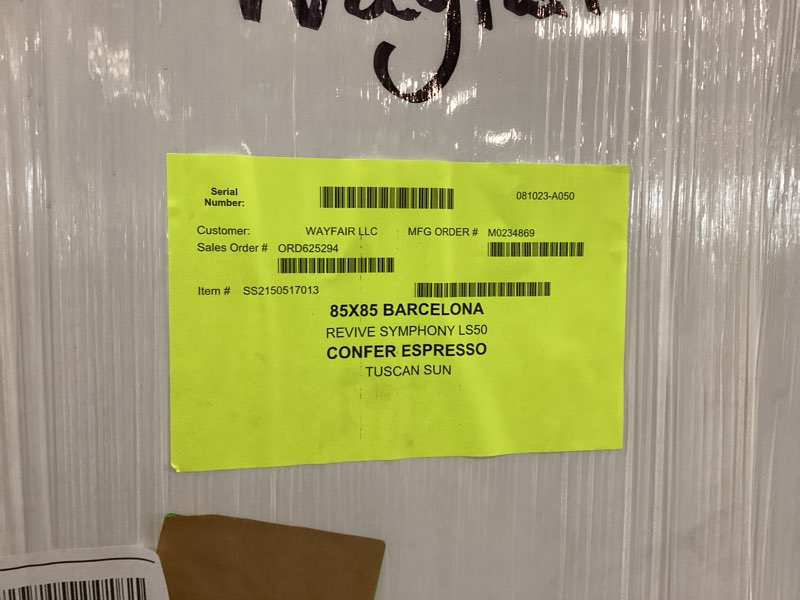 Wayfair
Serial Number: 081023-A050
Customer: WAYFAIR LLC MFG ORDER # M0234869
Sales Order # ORD625294
Item # SS2150517013
85X85 BARCELONA
REVIVE SYMPHONY LS50
CONFER ESPRESSO
TUSCAN SUN